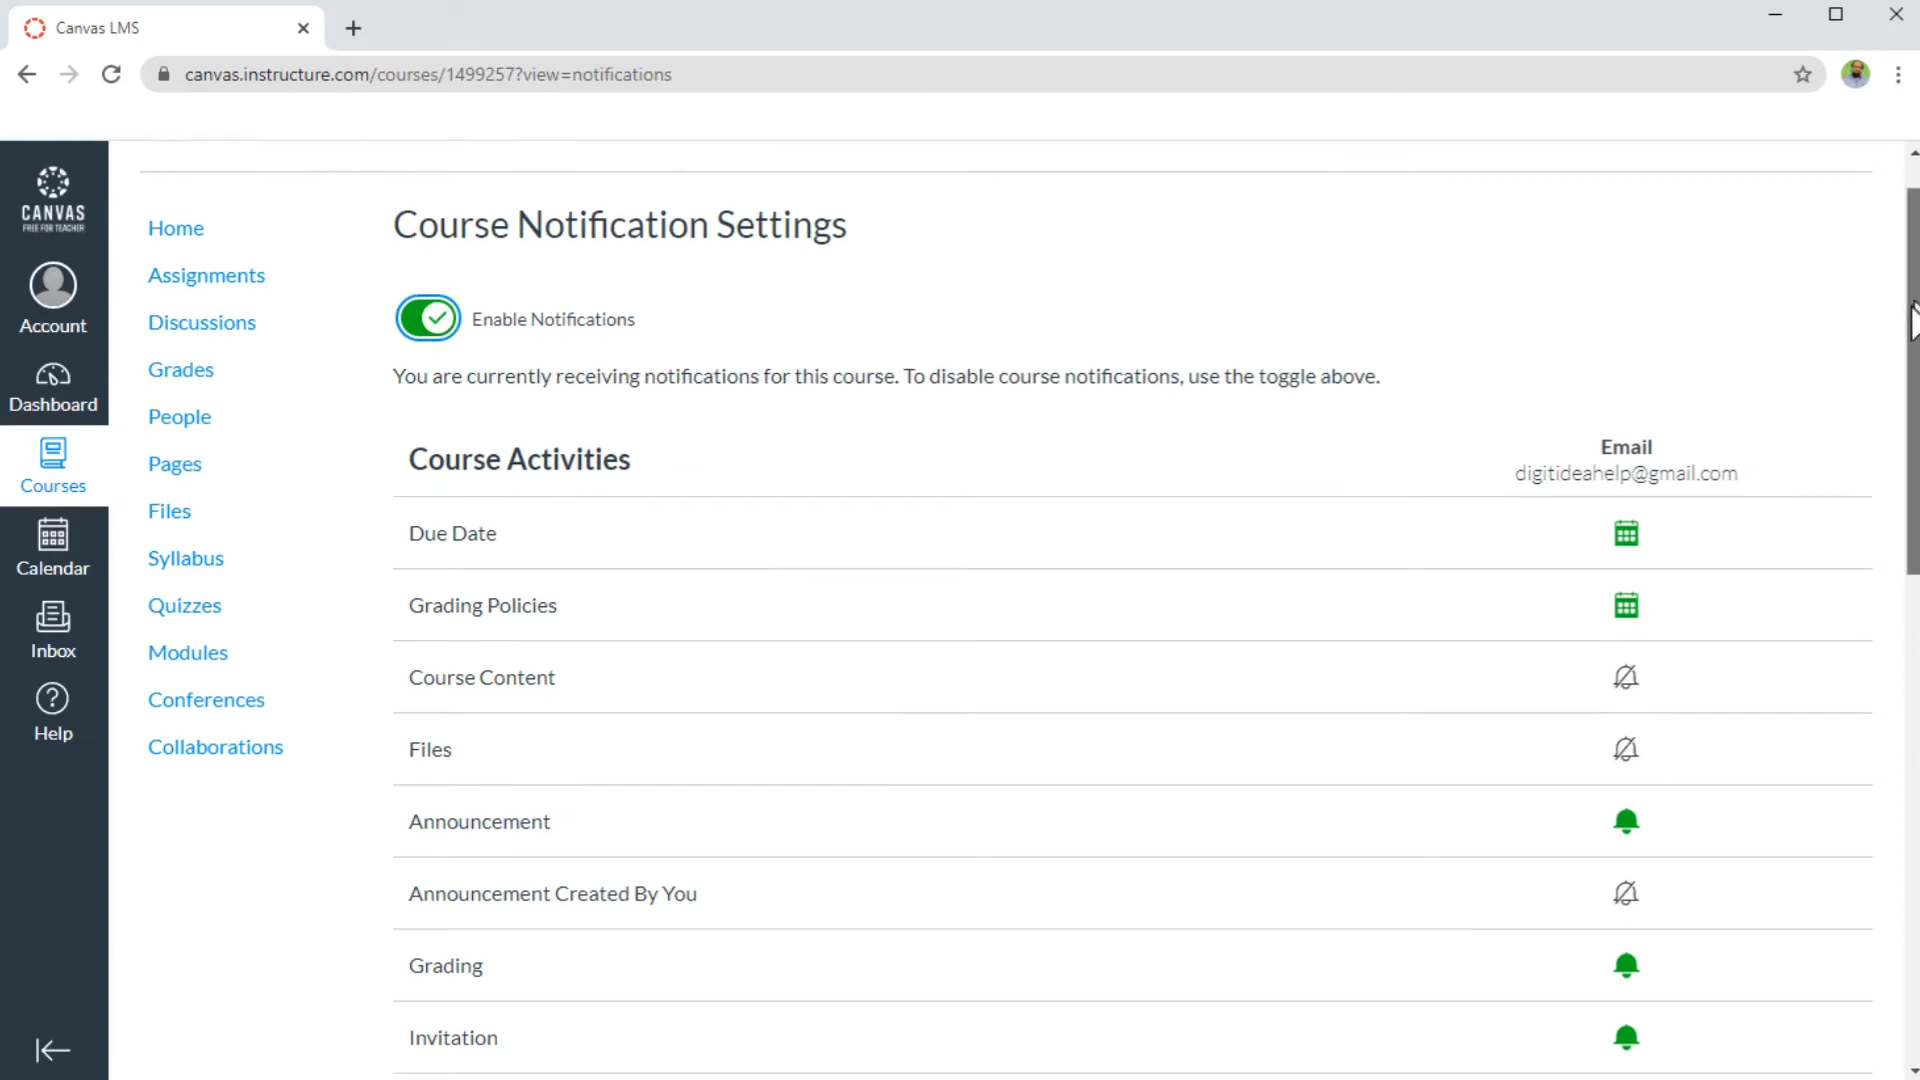 Canvas LMS
canvas.instructure.com/courses/1499257?view=notifications
CANVAS
FREE FOR TEACHER
Account
Dashboard
Courses
Calendar
Inbox
Help
Home
Assignments
Discussions
Grades
People
Pages
Files
Syllabus
Quizzes
Modules
Conferences
Collaborations
Course Notification Settings
Enable Notifications
You are currently receiving notifications for this course. To disable course notifications, use the toggle above.
Course Activities
Email
digitideahelp@gmail.com
Due Date
Grading Policies
Course Content
Files
Announcement
Announcement Created By You
Grading
Invitation